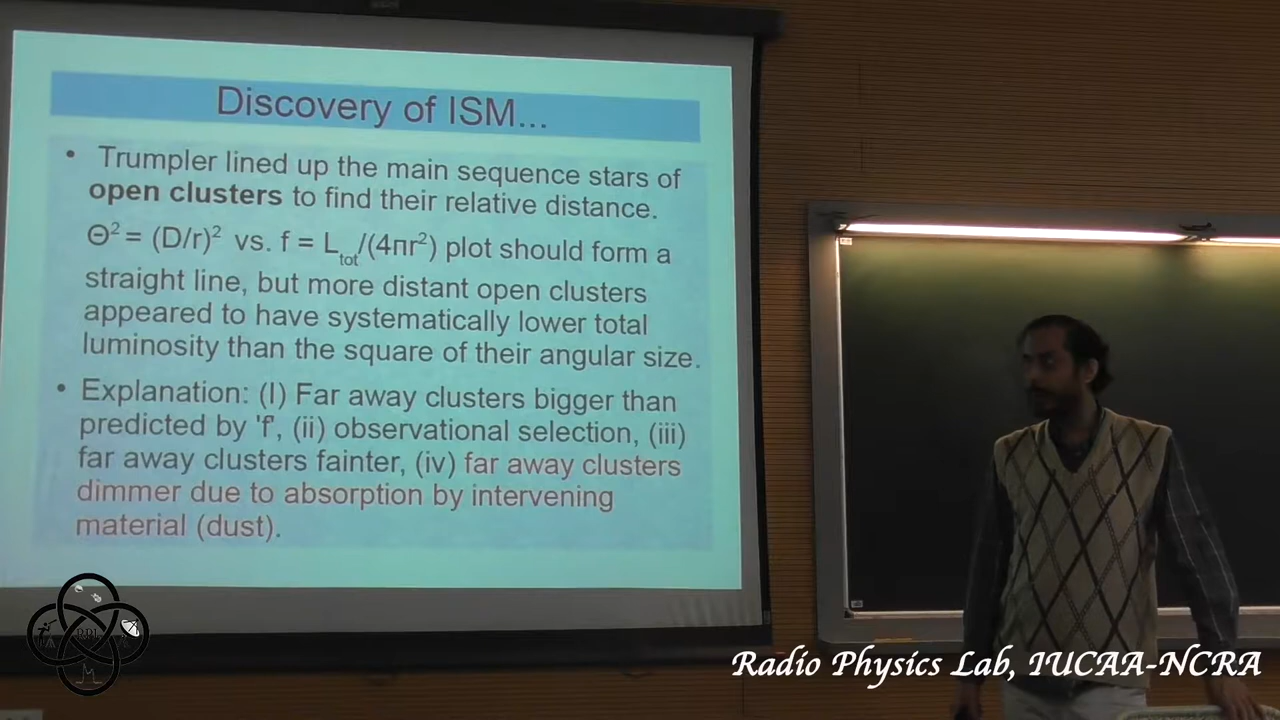 Discovery of ISM...
• Trumpler lined up the main sequence stars of
open clusters to find their relative distance.
Θ² = (D/r)² vs. f = Ltot/(4πr²) plot should form a
straight line, but more distant open clusters
appeared to have systematically lower total
luminosity than the square of their angular size.
• Explanation: (I) Far away clusters bigger than
predicted by 'f', (ii) observational selection, (iii)
far away clusters fainter, (iv) far away clusters
dimmer due to absorption by intervening
material (dust).
Radio Physics Lab, IUCAA-NCRA